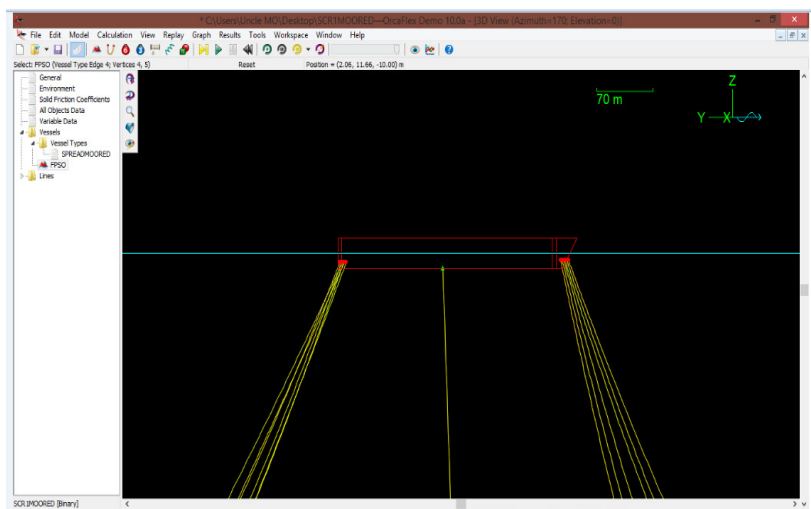 * C:\Users\Uncle MO\Desktop\SCR1MOORED—OrcaFlex Demo 10.0a - [3D View (Azimuth=170; Elevation=0)]
File Edit Model Calculation View Replay Graph Results Tools Workspace Window Help
Select: FPSO (Vessel Type Edge 4; Vertices 4, 5) Reset Position = (2.06, 11.66, -10.00) m
General
Environment
Solid Friction Coefficients
All Objects Data
Variable Data
Vessels
Vessel Types
SPREADMOORED
FPSO
Lines
70 m
Z
Y X
SCR1MOORED [Binary]